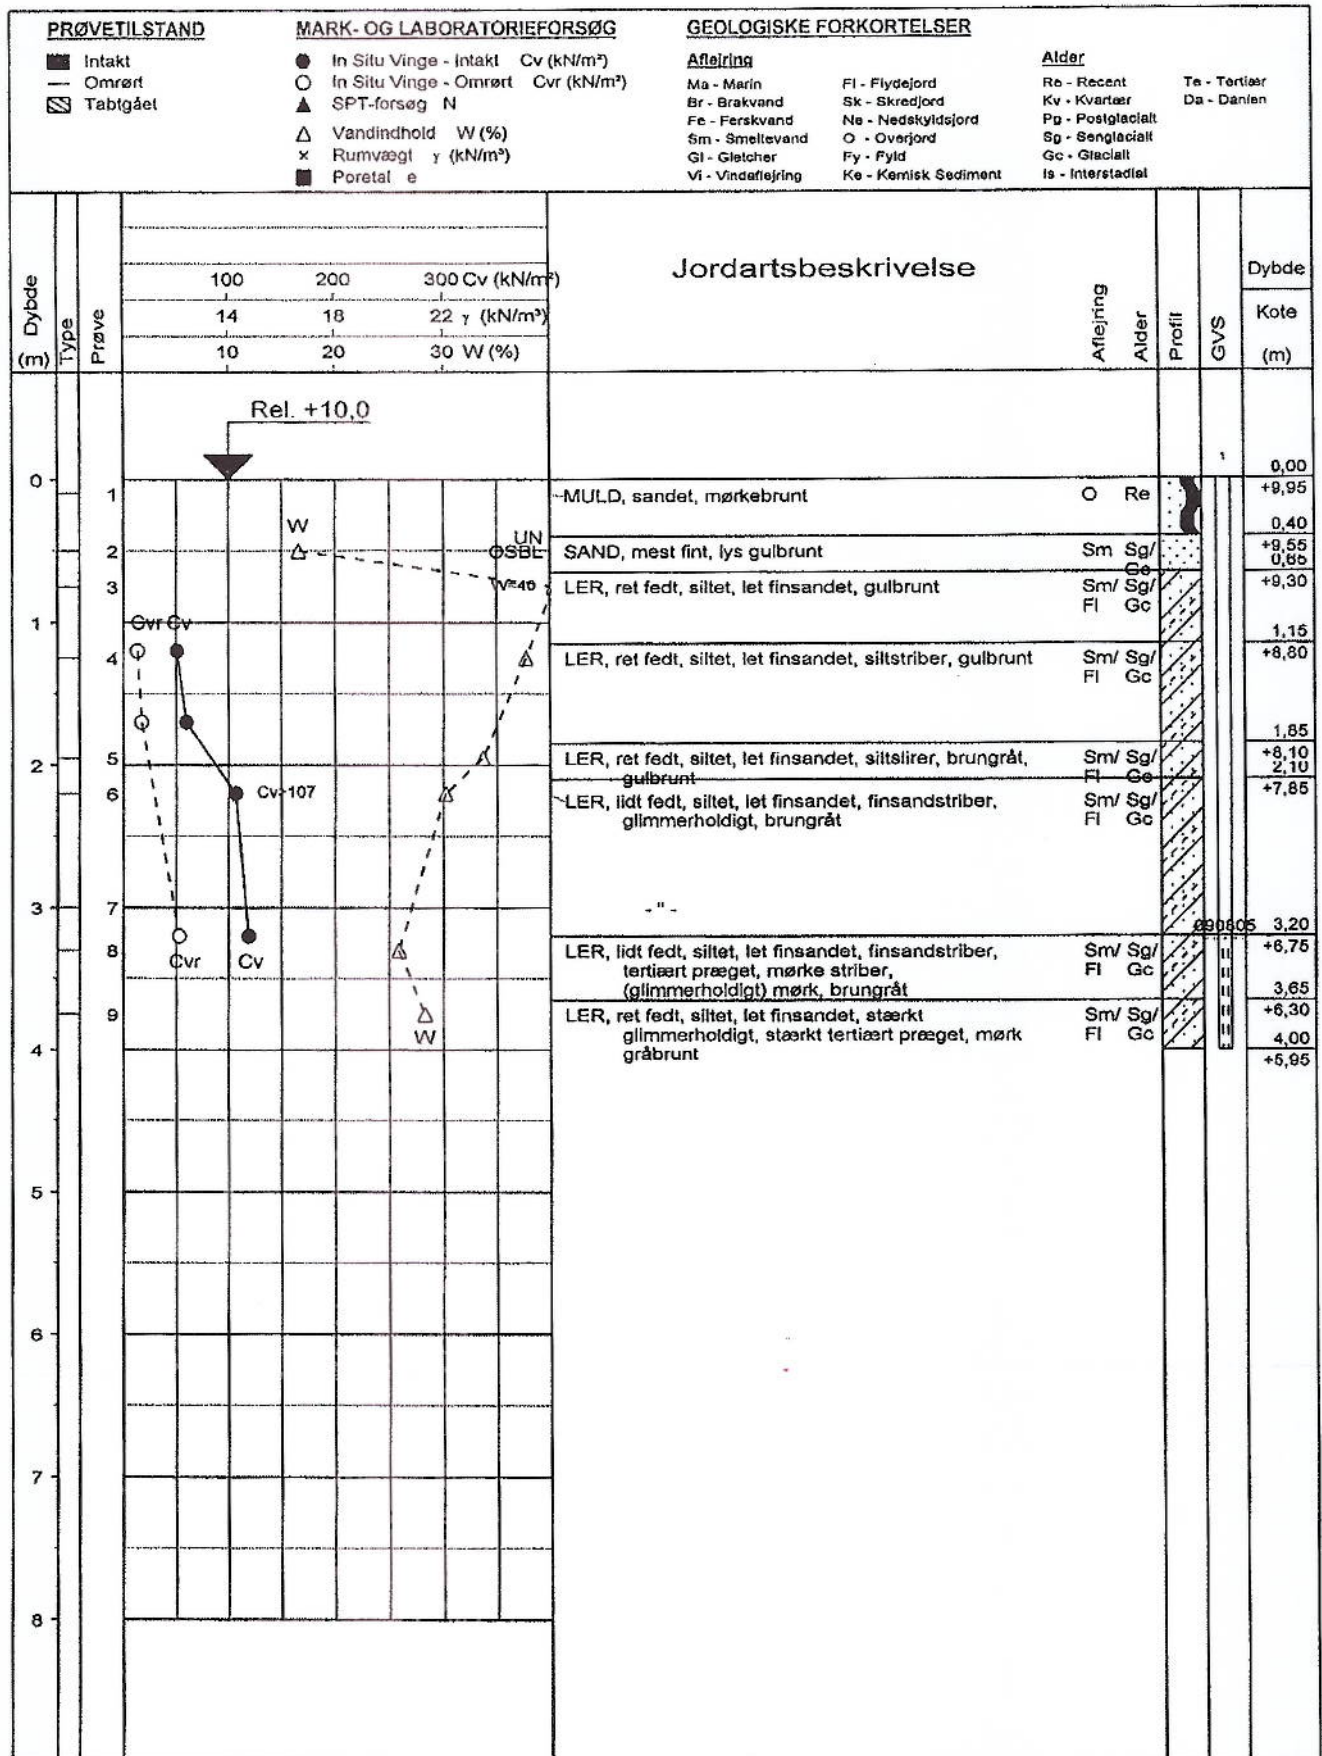 PRØVETILSTAND
Intakt
Omrørt
Tabtgået
MARK- OG LABORATORIEFORSØG
In Situ Vinge - Intakt Cv (kN/m²)
In Situ Vinge - Omrørt Cvr (kN/m²)
SPT-forsøg N
Vandindhold W (%)
Rumvægt γ (kN/m³)
Poretal e
GEOLOGISKE FORKORTELSER
Aflejring
Ma - Marin
Br - Brakvand
Fe - Ferskvand
Sm - Smeltevand
Gl - Gletcher
Vi - Vindaflejring
Fl - Flydejord
Sk - Skredjord
Ne - Nedskyldsjord
O - Overjord
Fy - Fyld
Ke - Kemisk Sediment
Alder
Re - Recent
Kv - Kvartær
Pg - Postglacialt
Sg - Senglacialt
Gc - Glacialt
Is - Interstadial
Te - Tertiær
Da - Danien
Dybde
(m)
Type
Prøve
100 200 300 Cv (kN/m²)
14 18 22 γ (kN/m³)
10 20 30 W (%)
Jordartsbeskrivelse
Aflejring
Alder
Profil
GVS
Dybde
Kote
(m)
Rel. +10,0
0,00
0
1 MULD, sandet, mørkebrunt O Re +9,95
0,40
W
UN
SBL
2 SAND, mest fint, lys gulbrunt Sm Sg/ +9,55
Gc 0,65
W=40
3 LER, ret fedt, siltet, let finsandet, gulbrunt Sm/ Sg/ +9,30
Fl Gc
1 Cvr Cv 1,15
4 LER, ret fedt, siltet, let finsandet, siltstriber, gulbrunt Sm/ Sg/ +8,80
Fl Gc
1,85
2 5 LER, ret fedt, siltet, let finsandet, siltslirer, brungråt, Sm/ Sg/ +8,10
gulbrunt Fl Gc 2,10
6 Cv>107 LER, lidt fedt, siltet, let finsandet, finsandstriber, Sm/ Sg/ +7,85
glimmerholdigt, brungråt Fl Gc
3 7 -"-
090605 3,20
8 LER, lidt fedt, siltet, let finsandet, finsandstriber, Sm/ Sg/ +6,75
Cvr Cv tertiært præget, mørke striber, Fl Gc
(glimmerholdigt) mørk, brungråt 3,65
9 LER, ret fedt, siltet, let finsandet, stærkt Sm/ Sg/ +6,30
W glimmerholdigt, stærkt tertiært præget, mørk Fl Gc 4,00
4 gråbrunt +5,95
5
6
7
8